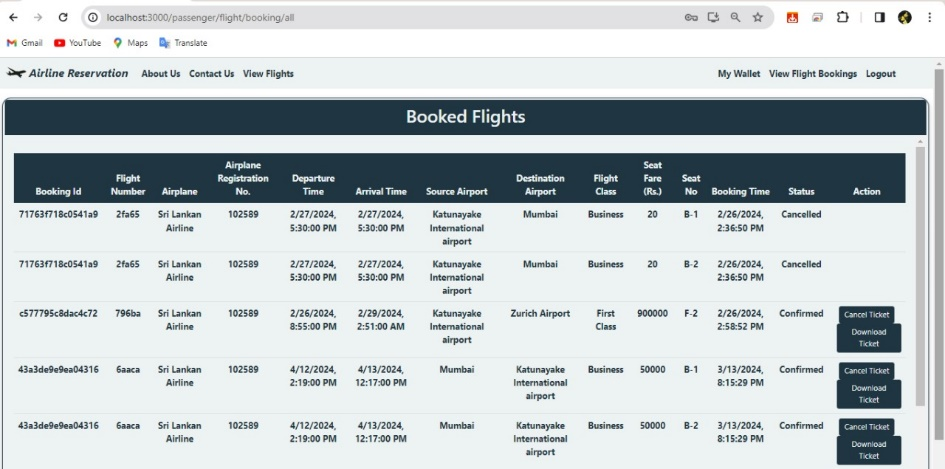 localhost:3000/passenger/flight/booking/all
Gmail YouTube Maps Translate
Airline Reservation About Us Contact Us View Flights My Wallet View Flight Bookings Logout
Booked Flights
Booking Id Flight Number Airplane Airplane Registration No. Departure Time Arrival Time Source Airport Destination Airport Flight Class Seat Fare (Rs.) Seat No Booking Time Status Action
71763f718c0541a9 2fa65 Sri Lankan Airline 102589 2/27/2024, 5:30:00 PM 2/27/2024, 5:30:00 PM Katunayake International airport Mumbai Business 20 B-1 2/26/2024, 2:36:50 PM Cancelled
71763f718c0541a9 2fa65 Sri Lankan Airline 102589 2/27/2024, 5:30:00 PM 2/27/2024, 5:30:00 PM Katunayake International airport Mumbai Business 20 B-2 2/26/2024, 2:36:50 PM Cancelled
c577795c8dac4c72 796ba Sri Lankan Airline 102589 2/26/2024, 8:55:00 PM 2/29/2024, 2:51:00 AM Katunayake International airport Zurich Airport First Class 900000 F-2 2/26/2024, 2:58:52 PM Confirmed Cancel Ticket Download Ticket
43a3de9e9ea04316 6aaca Sri Lankan Airline 102589 4/12/2024, 2:19:00 PM 4/13/2024, 12:17:00 PM Mumbai Katunayake International airport Business 50000 B-1 3/13/2024, 8:15:29 PM Confirmed Cancel Ticket Download Ticket
43a3de9e9ea04316 6aaca Sri Lankan Airline 102589 4/12/2024, 2:19:00 PM 4/13/2024, 12:17:00 PM Mumbai Katunayake International airport Business 50000 B-2 3/13/2024, 8:15:29 PM Confirmed Cancel Ticket Download Ticket